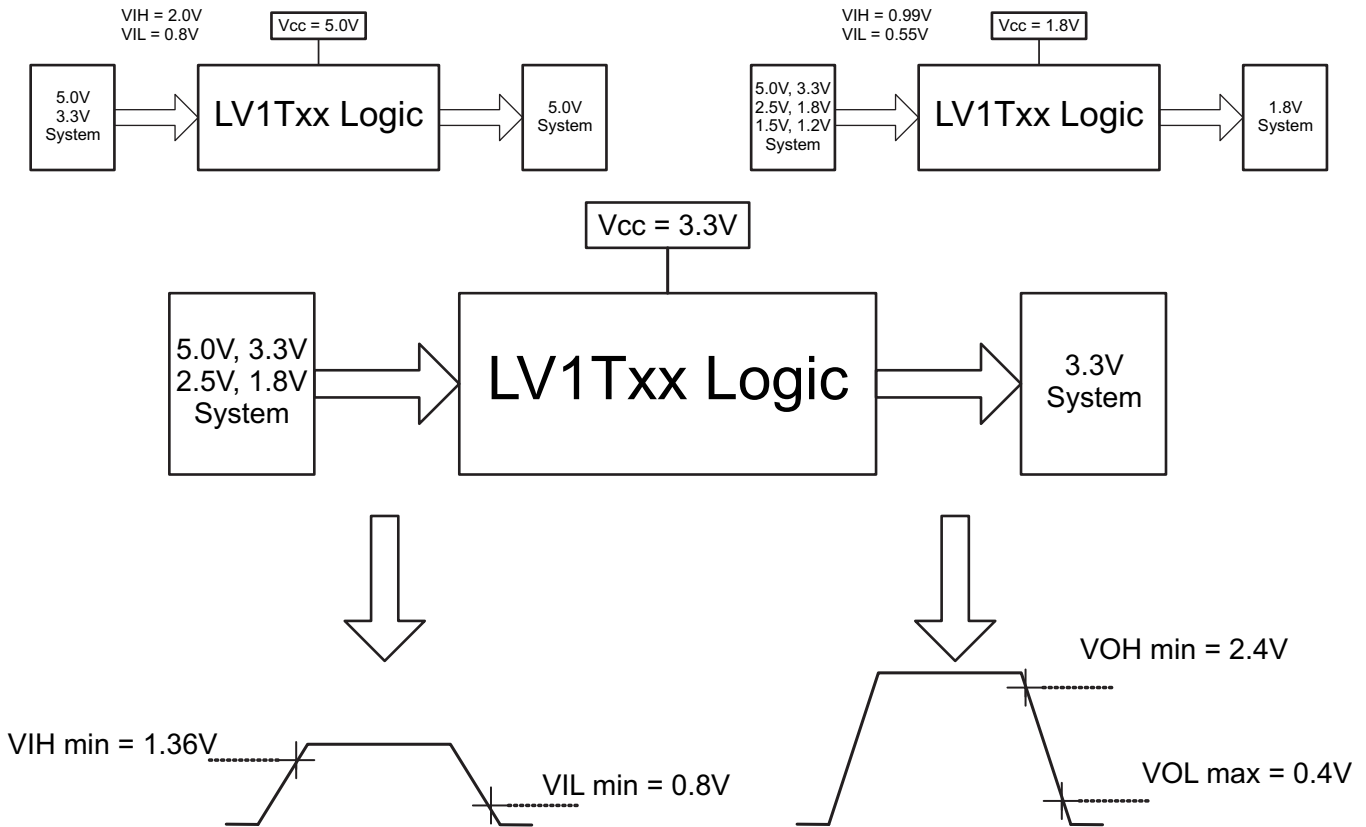 VIH = 2.0V
VIL = 0.8V
Vcc = 5.0V
5.0V
3.3V
System
LV1Txx Logic
5.0V
System
VIH = 0.99V
VIL = 0.55V
Vcc = 1.8V
5.0V, 3.3V
2.5V, 1.8V
1.5V, 1.2V
System
LV1Txx Logic
1.8V
System
Vcc = 3.3V
5.0V, 3.3V
2.5V, 1.8V
System
LV1Txx Logic
3.3V
System
VIH min = 1.36V
VIL min = 0.8V
VOH min = 2.4V
VOL max = 0.4V